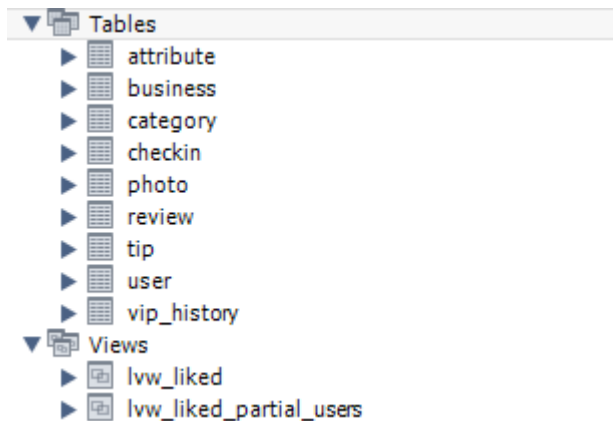 Tables
attribute
business
category
checkin
photo
review
tip
user
vip_history
Views
lvw_liked
lvw_liked_partial_users